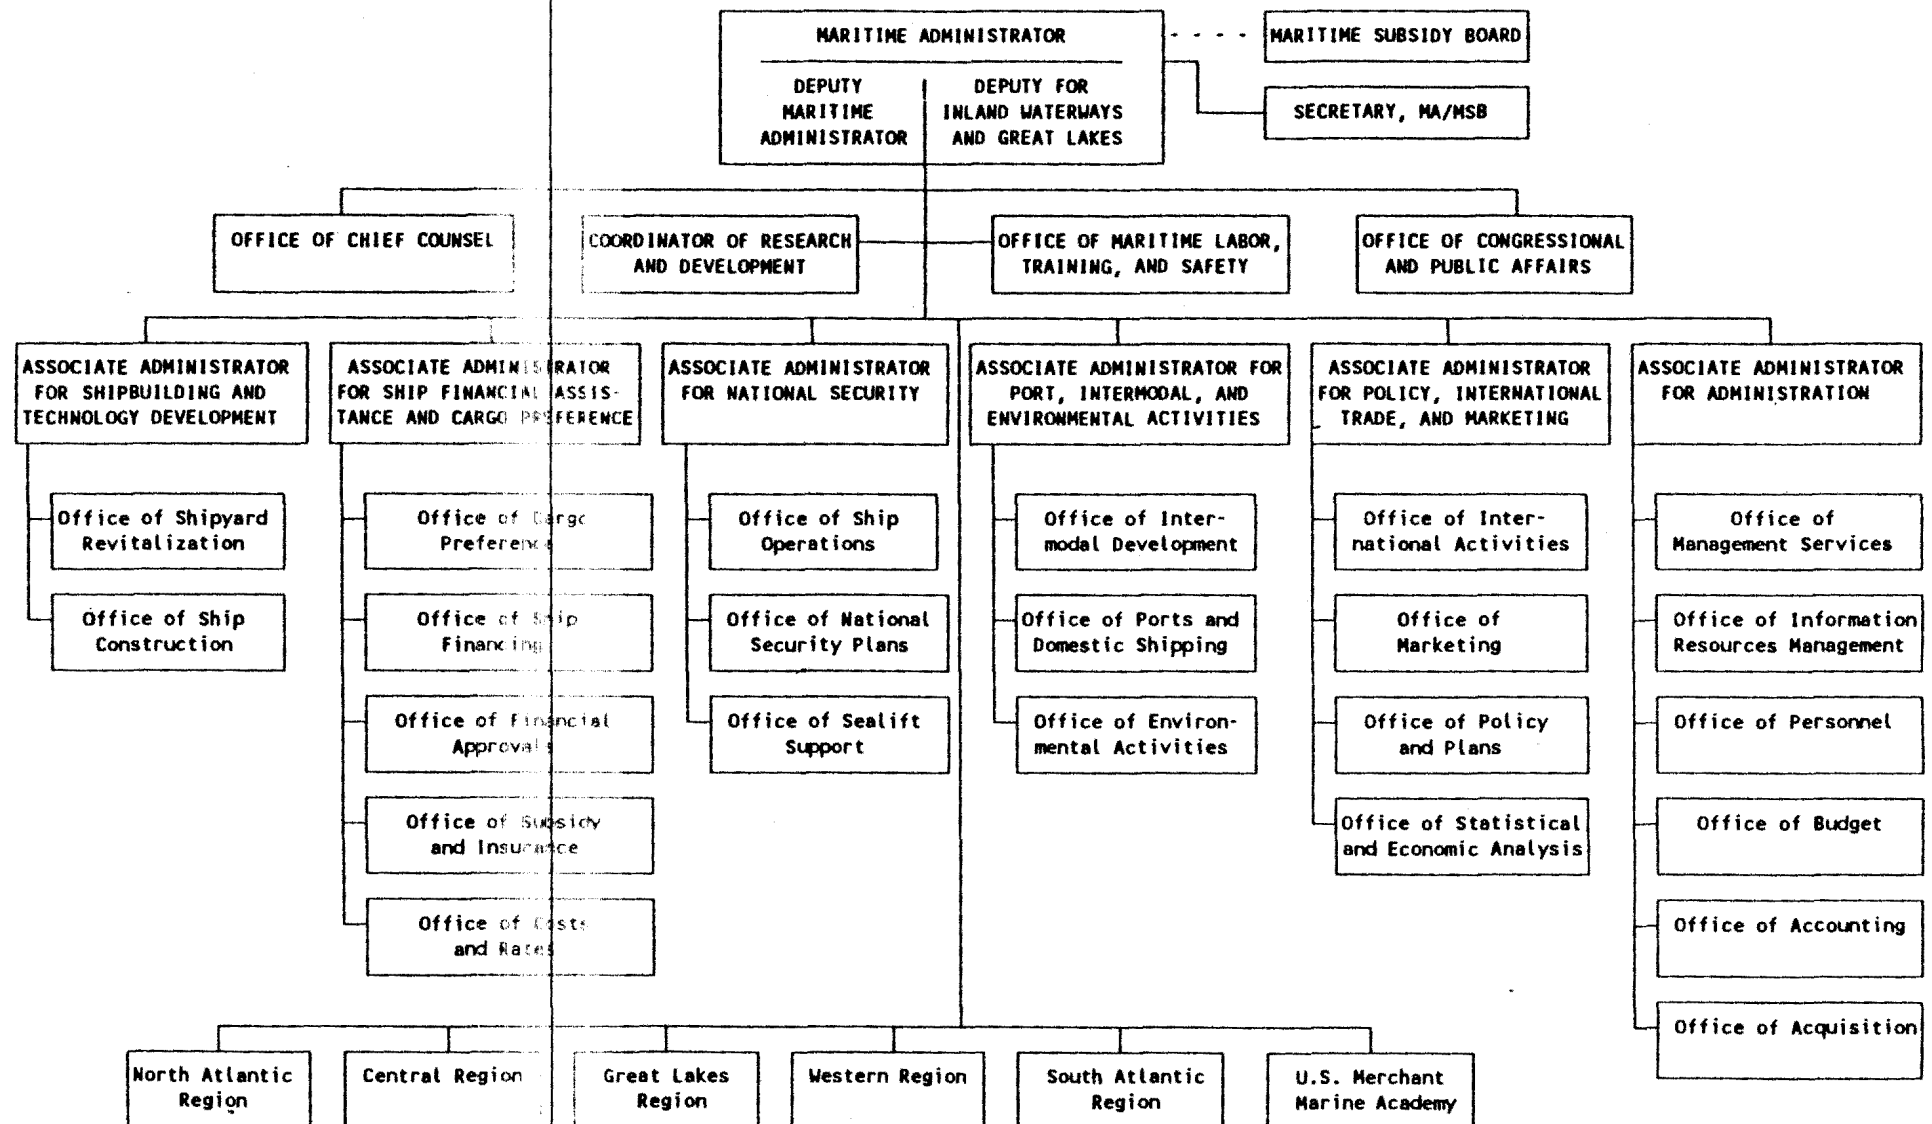 MARITIME ADMINISTRATOR
DEPUTY
MARITIME
ADMINISTRATOR
DEPUTY FOR
INLAND WATERWAYS
AND GREAT LAKES
MARITIME SUBSIDY BOARD
SECRETARY, MA/MSB
OFFICE OF CHIEF COUNSEL
COORDINATOR OF RESEARCH
AND DEVELOPMENT
OFFICE OF MARITIME LABOR,
TRAINING, AND SAFETY
OFFICE OF CONGRESSIONAL
AND PUBLIC AFFAIRS
ASSOCIATE ADMINISTRATOR
FOR SHIPBUILDING AND
TECHNOLOGY DEVELOPMENT
Office of Shipyard
Revitalization
Office of Ship
Construction
ASSOCIATE ADMINISTRATOR
FOR SHIP FINANCIAL ASSIS-
TANCE AND CARGO PREFERENCE
Office of Cargo
Preference
Office of Ship
Financing
Office of Financial
Approvals
Office of Subsidy
and Insurance
Office of Costs
and Rates
ASSOCIATE ADMINISTRATOR
FOR NATIONAL SECURITY
Office of Ship
Operations
Office of National
Security Plans
Office of Sealift
Support
ASSOCIATE ADMINISTRATOR FOR
PORT, INTERMODAL, AND
ENVIRONMENTAL ACTIVITIES
Office of Inter-
modal Development
Office of Ports and
Domestic Shipping
Office of Environ-
mental Activities
ASSOCIATE ADMINISTRATOR
FOR POLICY, INTERNATIONAL
TRADE, AND MARKETING
Office of Inter-
national Activities
Office of
Marketing
Office of Policy
and Plans
Office of Statistical
and Economic Analysis
ASSOCIATE ADMINISTRATOR
FOR ADMINISTRATION
Office of
Management Services
Office of Information
Resources Management
Office of Personnel
Office of Budget
Office of Accounting
Office of Acquisition
North Atlantic
Region
Central Region
Great Lakes
Region
Western Region
South Atlantic
Region
U.S. Merchant
Marine Academy